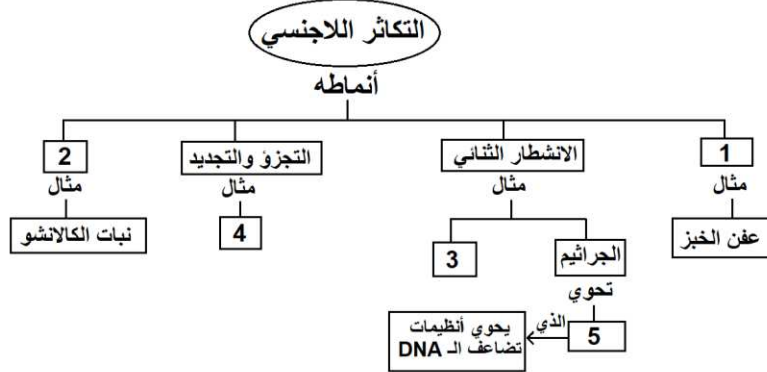 التكاثر اللاجنسي
أنماطه
1
الانشطار الثنائي
التجزؤ والتجديد
2
مثال
مثال
مثال
مثال
عفن الخبز
الجراثيم
3
4
نبات الكالانشو
تحوي
5
الذي
يحوي أنظيمات
تضاعف الـ DNA